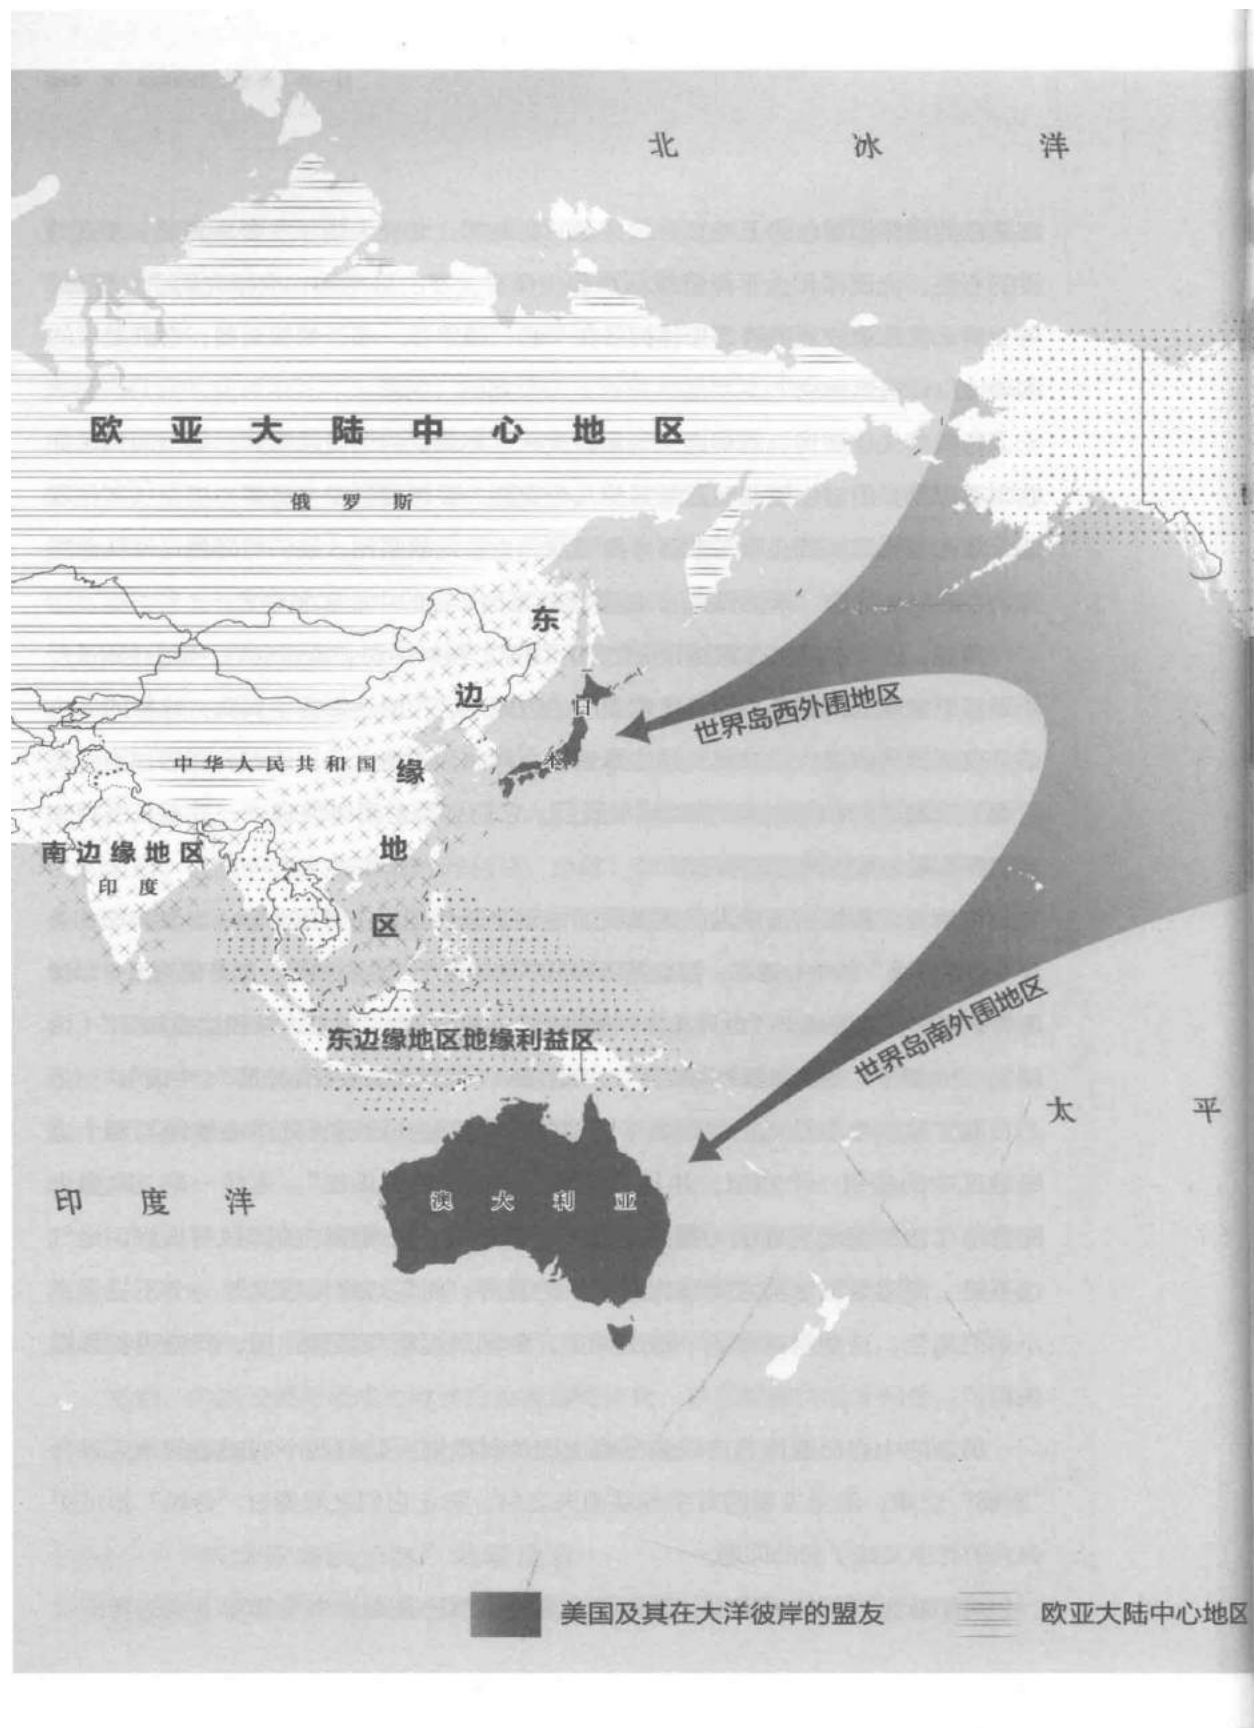 北冰洋
欧亚大陆中心地区
俄罗斯
东边缘地区
日本
世界岛西外围地区
中华人民共和国
南边缘地区
印度
世界岛南外围地区
东边缘地区地缘利益区
太平
印度洋
澳大利亚
美国及其在大洋彼岸的盟友
欧亚大陆中心地区